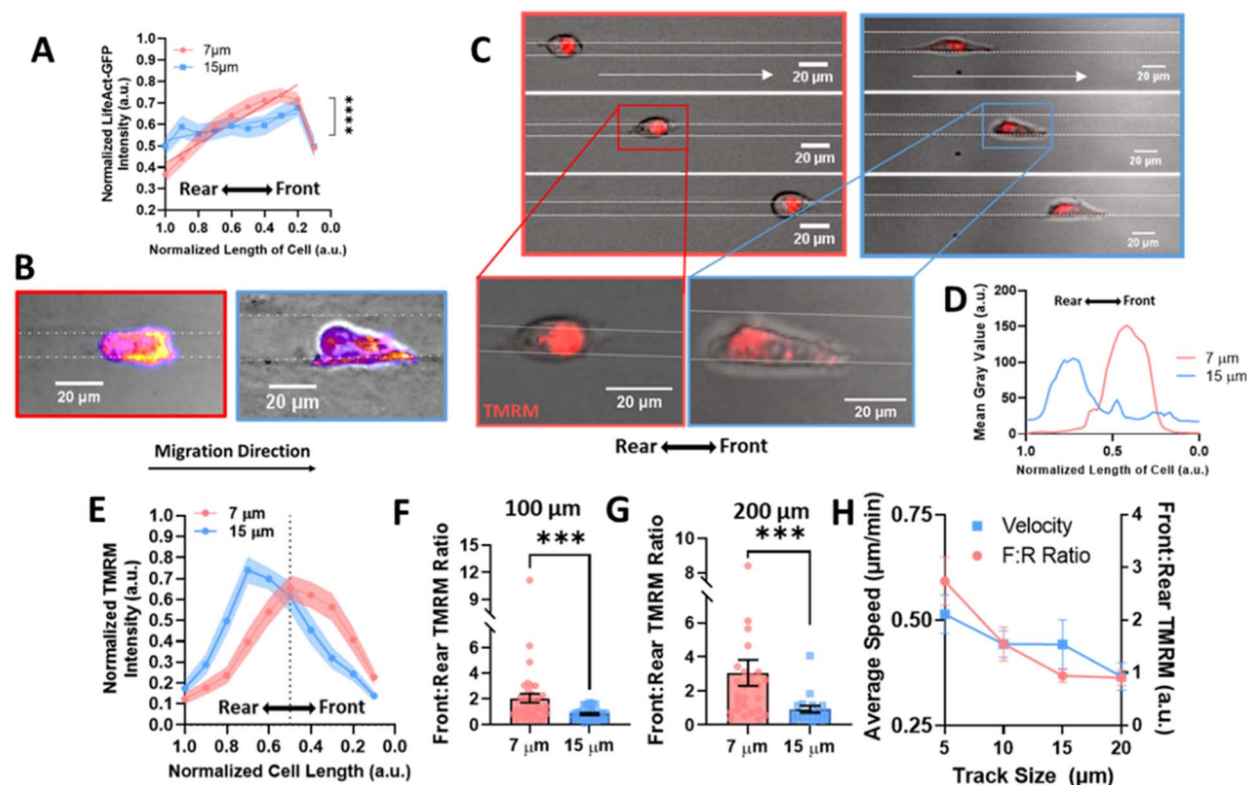 A
Normalized LifeAct-GFP
Intensity (a.u.)
1.0
0.9
0.8
0.7
0.6
0.5
0.4
0.3
0.2
7μm
15μm
****
Rear Front
1.0 0.8 0.6 0.4 0.2 0.0
Normalized Length of Cell (a.u.)
B
20 μm
20 μm
Migration Direction
C
20 μm
20 μm
20 μm
20 μm
20 μm
20 μm
TMRM
20 μm
20 μm
Rear Front
D
Mean Gray Value (a.u.)
200
150
100
50
0
Rear Front
7 μm
15 μm
1.0 0.5 0.0
Normalized Length of Cell (a.u.)
E
Normalized TMRM
Intensity (a.u.)
1.0
0.9
0.8
0.7
0.6
0.5
0.4
0.3
0.2
0.1
0.0
7 μm
15 μm
Rear Front
1.0 0.8 0.6 0.4 0.2 0.0
Normalized Cell Length (a.u.)
F
100 μm
***
Front:Rear TMRM Ratio
15
12
9
6
4
2
0
7 μm 15 μm
G
200 μm
***
Front:Rear TMRM Ratio
10
8
6
4
2
0
7 μm 15 μm
H
Average Speed (μm/min)
0.75
0.50
0.25
Velocity
F:R Ratio
4
3
2
1
0
Front:Rear TMRM (a.u.)
5 10 15 20
Track Size (μm)